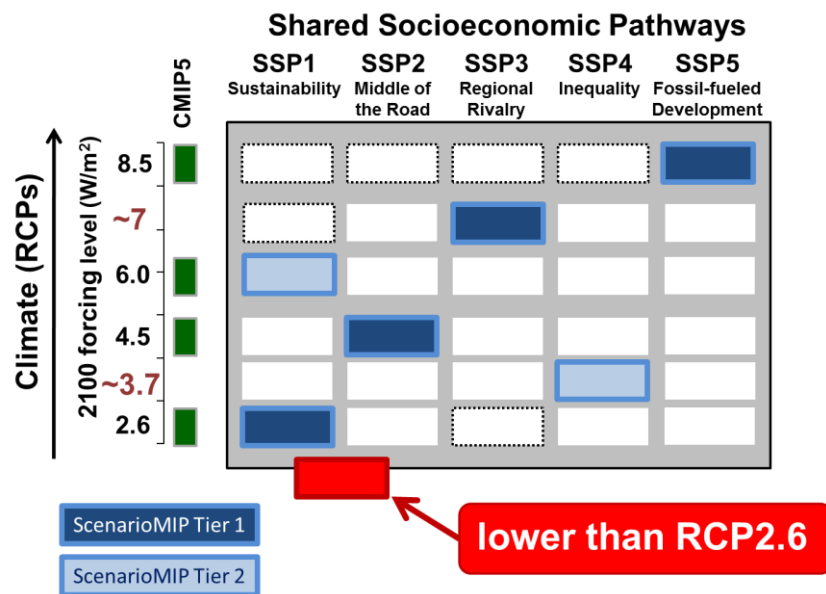 Shared Socioeconomic Pathways
SSP1 SSP2 SSP3 SSP4 SSP5
Sustainability Middle of the Road Regional Rivalry Inequality Fossil-fueled Development
CMIP5
Climate (RCPs)
2100 forcing level (W/m²)
8.5
~7
6.0
4.5
~3.7
2.6
lower than RCP2.6
ScenarioMIP Tier 1
ScenarioMIP Tier 2